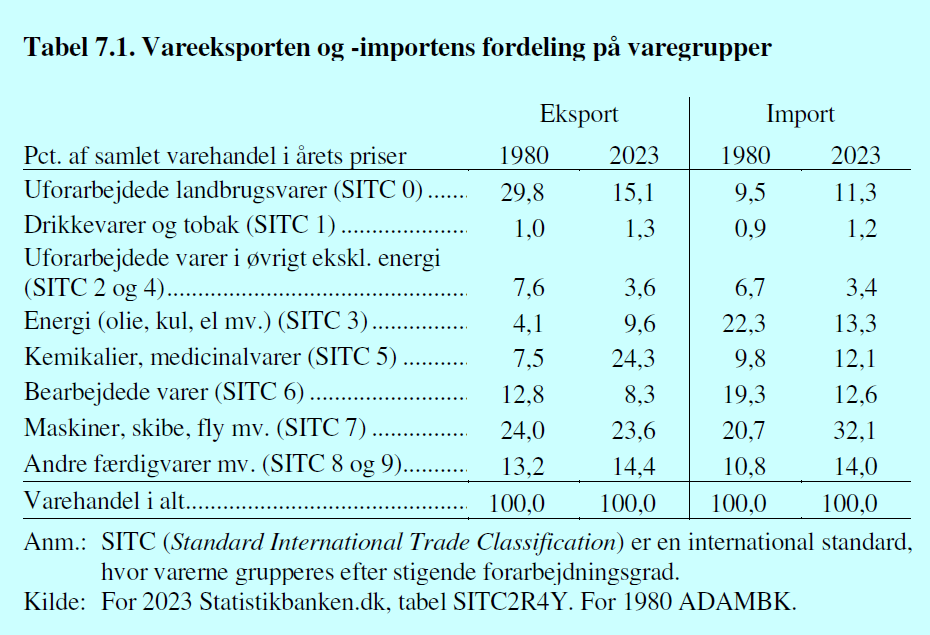 Tabel 7.1. Vareeksporten og -importens fordeling på varegrupper
Eksport Import
Pct. af samlet varehandel i årets priser 1980 2023 1980 2023
Uforarbejdede landbrugsvarer (SITC 0) ...... 29,8 15,1 9,5 11,3
Drikkevarer og tobak (SITC 1) .................... 1,0 1,3 0,9 1,2
Uforarbejdede varer i øvrigt ekskl. energi
(SITC 2 og 4)................................................ 7,6 3,6 6,7 3,4
Energi (olie, kul, el mv.) (SITC 3)............... 4,1 9,6 22,3 13,3
Kemikalier, medicinalvarer (SITC 5) .......... 7,5 24,3 9,8 12,1
Bearbejdede varer (SITC 6) ......................... 12,8 8,3 19,3 12,6
Maskiner, skibe, fly mv. (SITC 7) ............... 24,0 23,6 20,7 32,1
Andre færdigvarer mv. (SITC 8 og 9).......... 13,2 14,4 10,8 14,0
Varehandel i alt............................................. 100,0 100,0 100,0 100,0
Anm.: SITC (Standard International Trade Classification) er en international standard,
hvor varerne grupperes efter stigende forarbejdningsgrad.
Kilde: For 2023 Statistikbanken.dk, tabel SITC2R4Y. For 1980 ADAMBK.